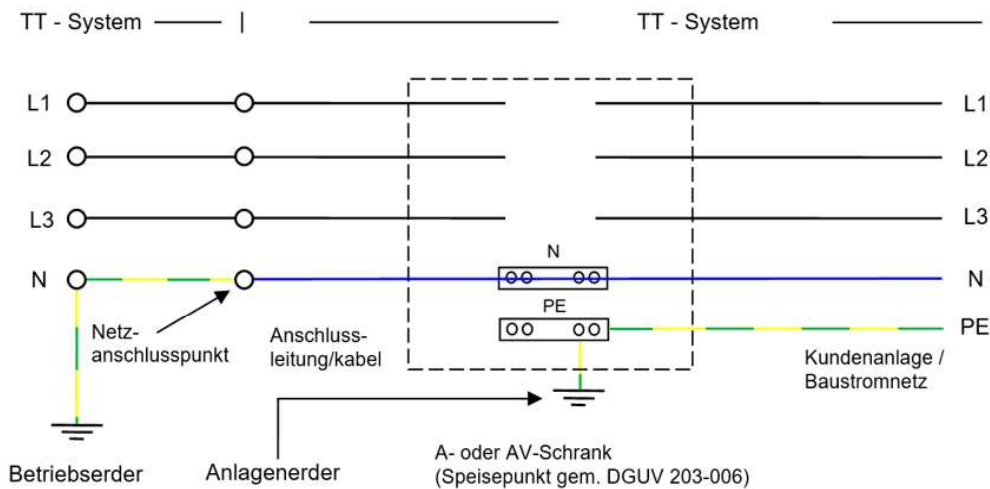 TT - System
TT - System
L1
L1
L2
L2
L3
L3
N
N
N
PE
PE
Netz-
anschlusspunkt
Anschluss-
leitung/kabel
Kundenanlage /
Baustromnetz
Betriebserder
Anlagenerder
A- oder AV-Schrank
(Speisepunkt gem. DGUV 203-006)